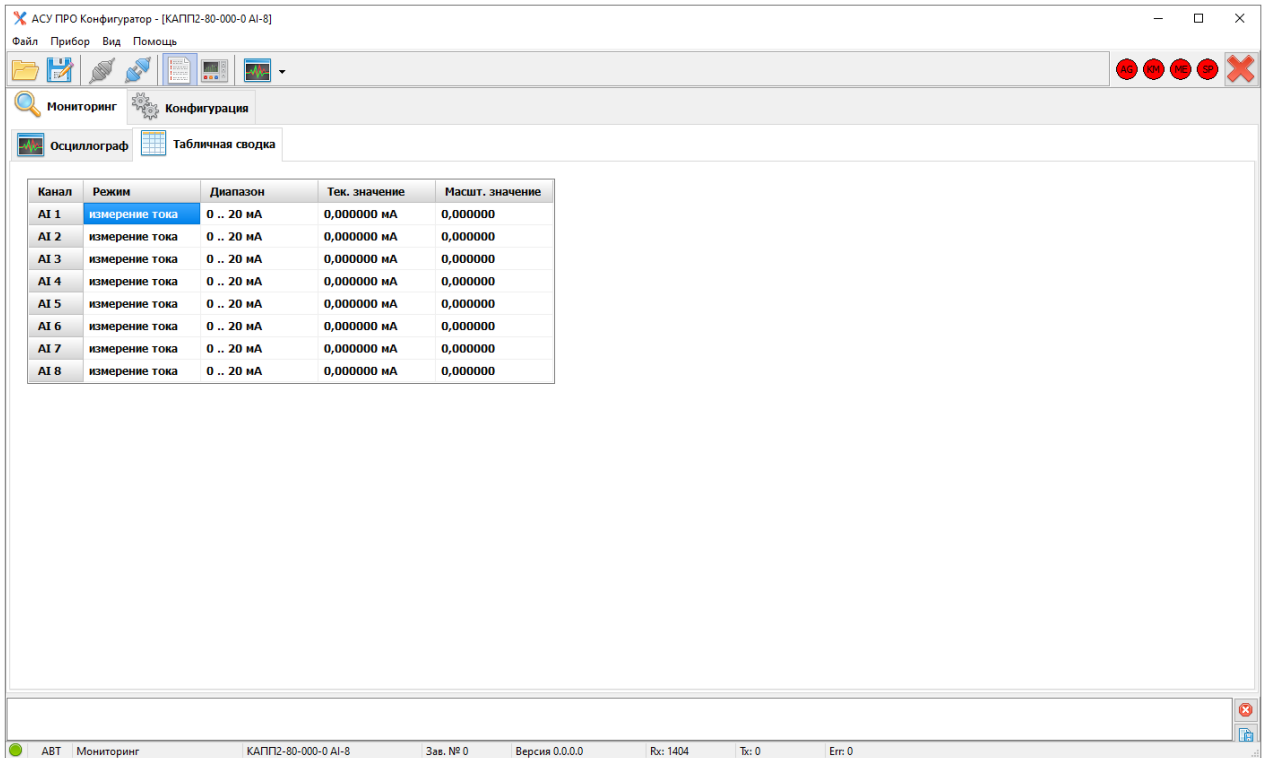 АСУ ПРО Конфигуратор - [КАПП2-80-000-0 AI-8]
Файл Прибор Вид Помощь
AG KM ME SP
Мониторинг Конфигурация
Осциллограф Табличная сводка
Канал Режим Диапазон Тек. значение Масшт. значение
AI 1 измерение тока 0 .. 20 мА 0,000000 мА 0,000000
AI 2 измерение тока 0 .. 20 мА 0,000000 мА 0,000000
AI 3 измерение тока 0 .. 20 мА 0,000000 мА 0,000000
AI 4 измерение тока 0 .. 20 мА 0,000000 мА 0,000000
AI 5 измерение тока 0 .. 20 мА 0,000000 мА 0,000000
AI 6 измерение тока 0 .. 20 мА 0,000000 мА 0,000000
AI 7 измерение тока 0 .. 20 мА 0,000000 мА 0,000000
AI 8 измерение тока 0 .. 20 мА 0,000000 мА 0,000000
АВТ Мониторинг КАПП2-80-000-0 AI-8 Зав. № 0 Версия 0.0.0.0 Rx: 1404 Tx: 0 Err: 0